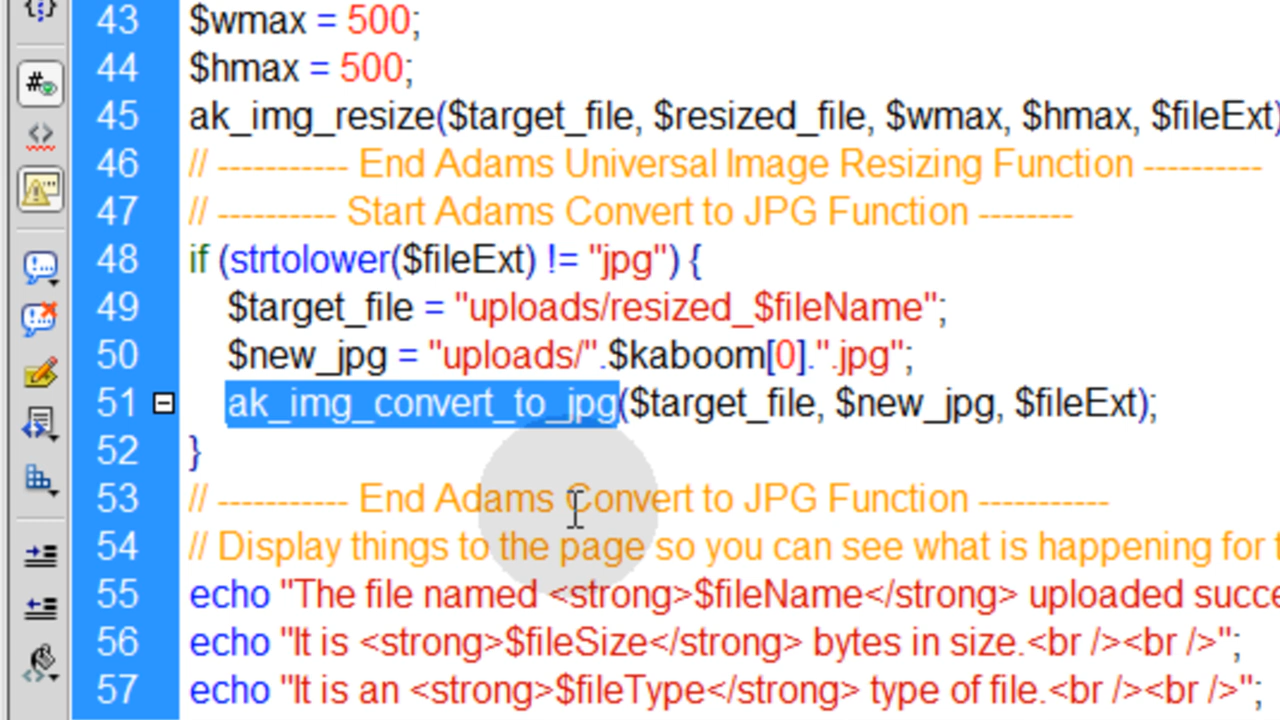 43 $wmax = 500;
44 $hmax = 500;
45 ak_img_resize($target_file, $resized_file, $wmax, $hmax, $fileExt)
46 // ----------- End Adams Universal Image Resizing Function ----------
47 // ---------- Start Adams Convert to JPG Function --------
48 if (strtolower($fileExt) != "jpg") {
49 $target_file = "uploads/resized_$fileName";
50 $new_jpg = "uploads/".$kaboom[0].".jpg";
51 ak_img_convert_to_jpg($target_file, $new_jpg, $fileExt);
52 }
53 // ----------- End Adams Convert to JPG Function -----------
54 // Display things to the page so you can see what is happening for
55 echo "The file named <strong>$fileName</strong> uploaded
56 echo "It is <strong>$fileSize</strong> bytes in size.<br /><br />";
57 echo "It is an <strong>$fileType</strong> type of file.<br /><br />";